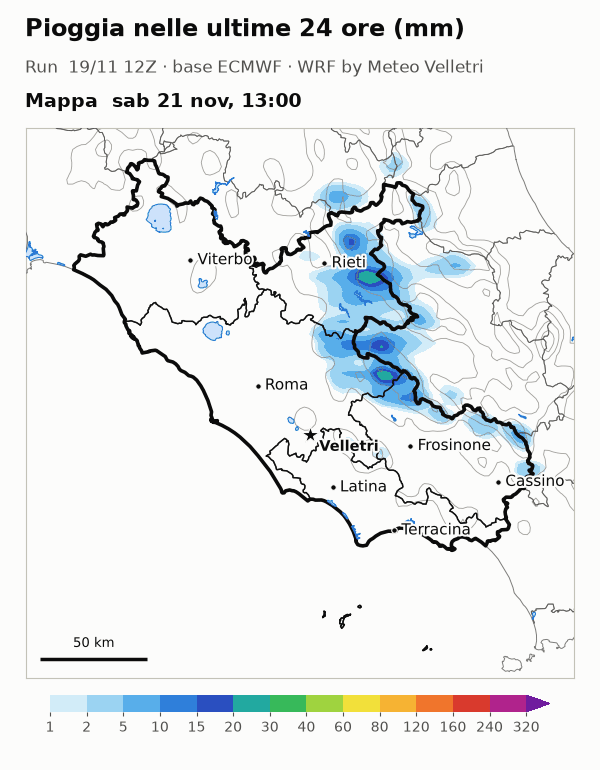 Pioggia nelle ultime 24 ore (mm)
Run 19/11 12Z · base ECMWF · WRF by Meteo Velletri
Mappa sab 21 nov, 13:00
Viterbo
Rieti
Roma
Velletri
Frosinone
Latina
Cassino
Terracina
50 km
1 2 5 10 15 20 30 40 60 80 120 160 240 320